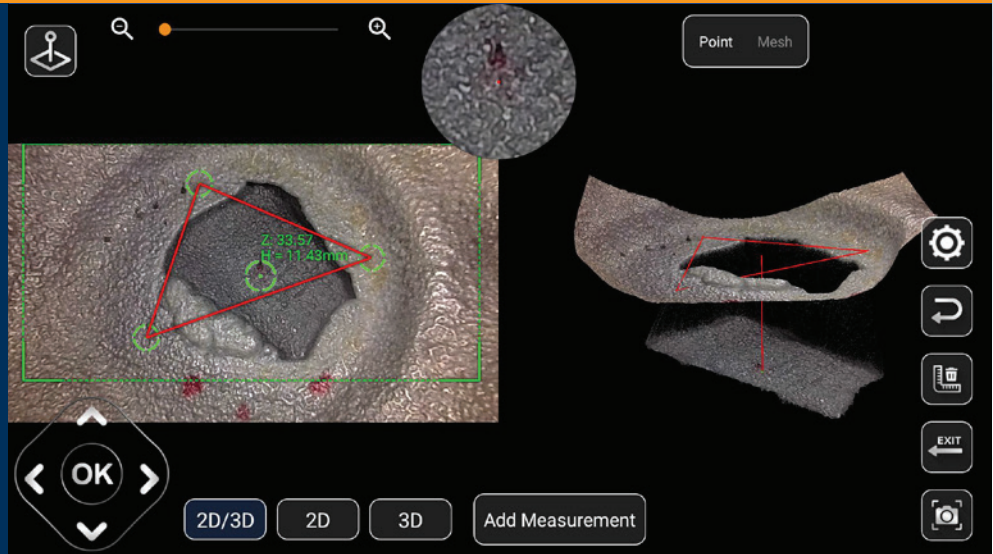 Point Mesh
Z: 33.57
H = 11.43mm
EXIT
OK
2D/3D 2D 3D Add Measurement